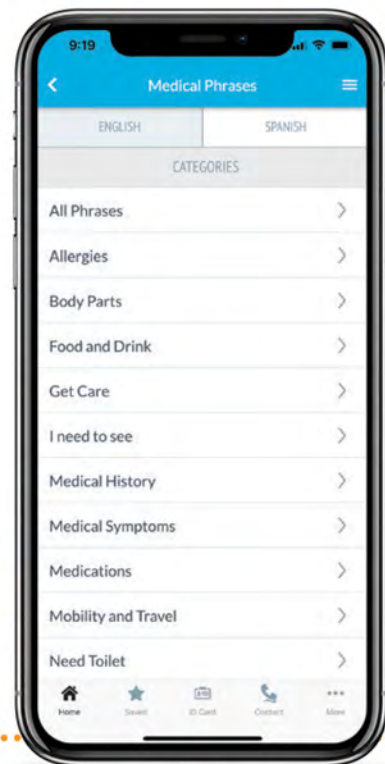 9:19
Medical Phrases
ENGLISH SPANISH
CATEGORIES
All Phrases
Allergies
Body Parts
Food and Drink
Get Care
I need to see
Medical History
Medical Symptoms
Medications
Mobility and Travel
Need Toilet
Home Saved ID Card Contact More